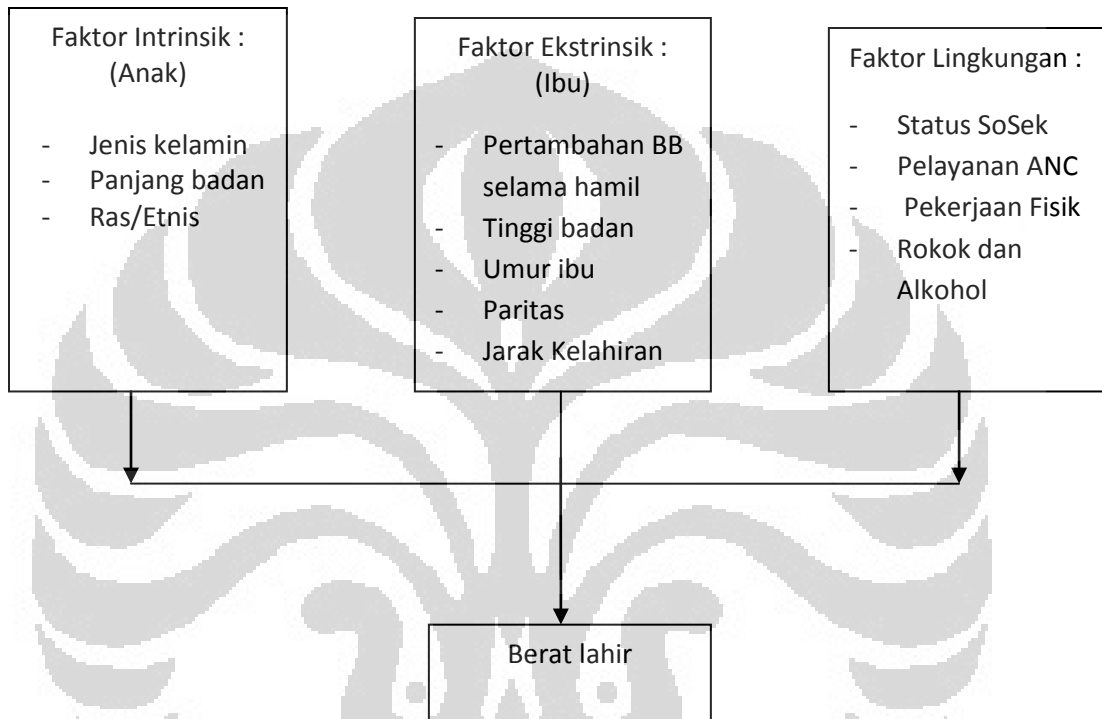 Faktor Intrinsik :
(Anak)
- Jenis kelamin
- Panjang badan
- Ras/Etnis
Faktor Ekstrinsik :
(Ibu)
- Pertambahan BB
selama hamil
- Tinggi badan
- Umur ibu
- Paritas
- Jarak Kelahiran
Faktor Lingkungan :
- Status SoSek
- Pelayanan ANC
- Pekerjaan Fisik
- Rokok dan
Alkohol
Berat lahir